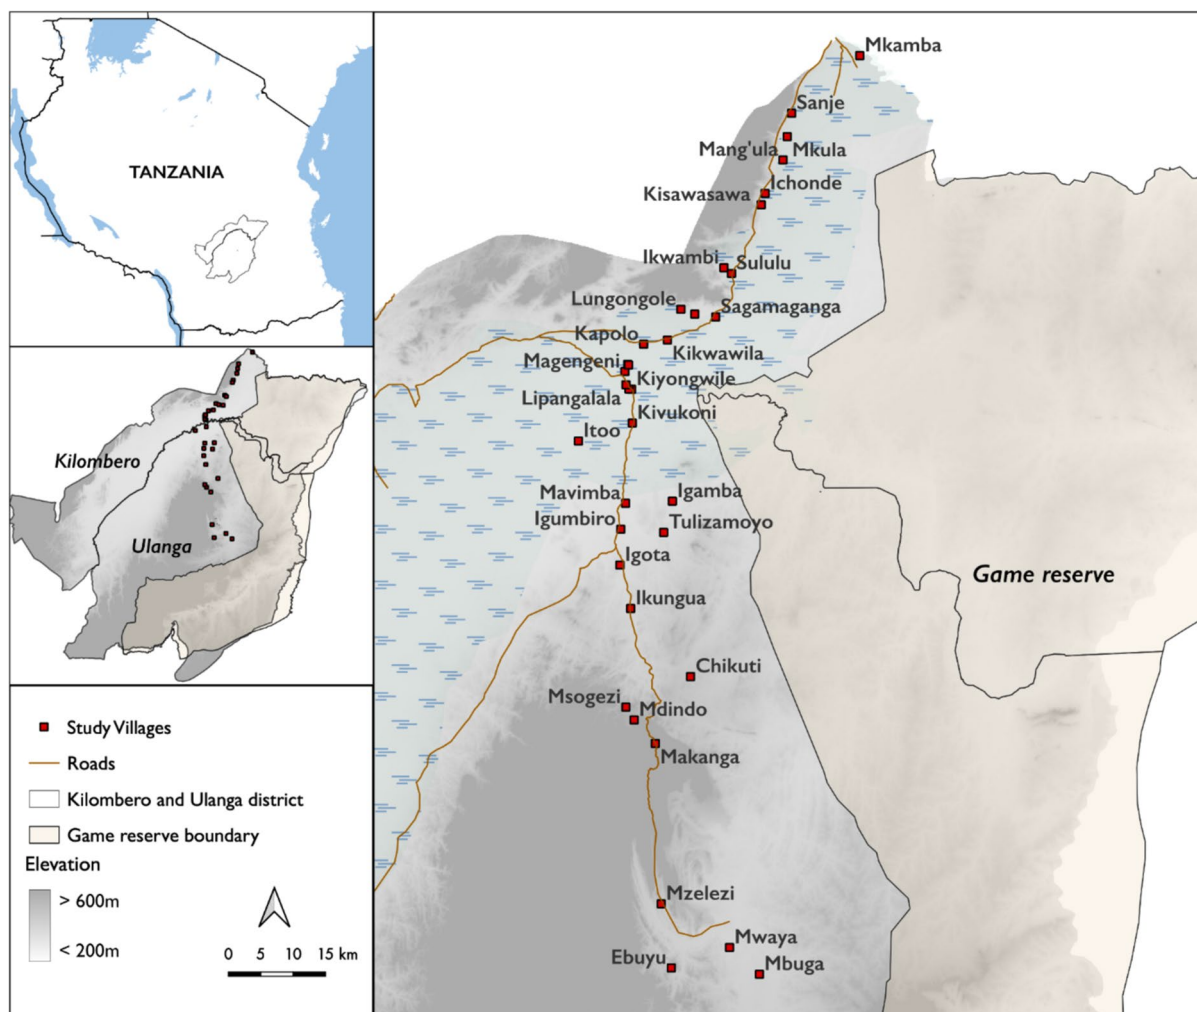 TANZANIA
Kilombero
Ulanga
Study Villages
Roads
Kilombero and Ulanga district
Game reserve boundary
Elevation
> 600m
< 200m
0 5 10 15 km
Mkamba
Sanje
Mang'ula
Mkula
Ichonde
Kisawasawa
Ikwambi
Sululu
Lungongole
Sagamaganga
Kapolo
Kikwawila
Magengeni
Kiyongwile
Lipangalala
Kivukoni
Itoo
Mavimba
Igamba
Igumbiro
Tulizamoyo
Igota
Game reserve
Ikungua
Chikuti
Msogezi
Mdindo
Makanga
Mzelezi
Mwaya
Ebuyu
Mbuga